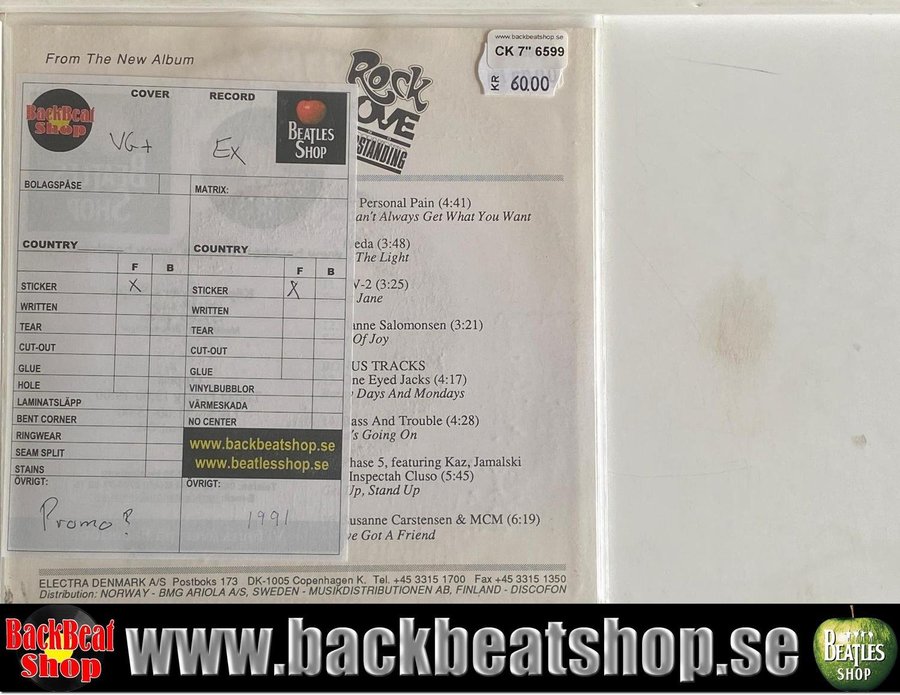 From The New Album
ROCK
LOVE
AND
STANDING
www.backbeatshop.se
CK 7" 6599
KR 60.00
BackBeat
Shop
COVER RECORD
BEATLES
SHOP
VG+ EX
BOLAGSPÅSE MATRIX:
COUNTRY COUNTRY
F B F B
STICKER X STICKER X
WRITTEN WRITTEN
TEAR TEAR
CUT-OUT CUT-OUT
GLUE GLUE
HOLE VINYLBUBBLOR
LAMINATSLÄPP VÄRMESKADA
BENT CORNER NO CENTER
RINGWEAR www.backbeatshop.se
SEAM SPLIT www.beatlesshop.se
STAINS
ÖVRIGT: ÖVRIGT:
Promo? 1991
Personal Pain (4:41)
an't Always Get What You Want
eda (3:48)
The Light
V-2 (3:25)
Jane
anne Salomonsen (3:21)
Of Joy
US TRACKS
ne Eyed Jacks (4:17)
y Days And Mondays
ass And Trouble (4:28)
's Going On
hase 5, featuring Kaz, Jamalski
Inspectah Cluso (5:45)
Up, Stand Up
usanne Carstensen & MCM (6:19)
ve Got A Friend
ELECTRA DENMARK A/S Postboks 173 DK-1005 Copenhagen K. Tel. +45 3315 1700 Fax +45 3315 1350
Distribution: NORWAY - BMG ARIOLA A/S, SWEDEN - MUSIKDISTRIBUTIONEN AB, FINLAND - DISCOFON
BackBeat
Shop
www.backbeatshop.se
BEATLES
SHOP